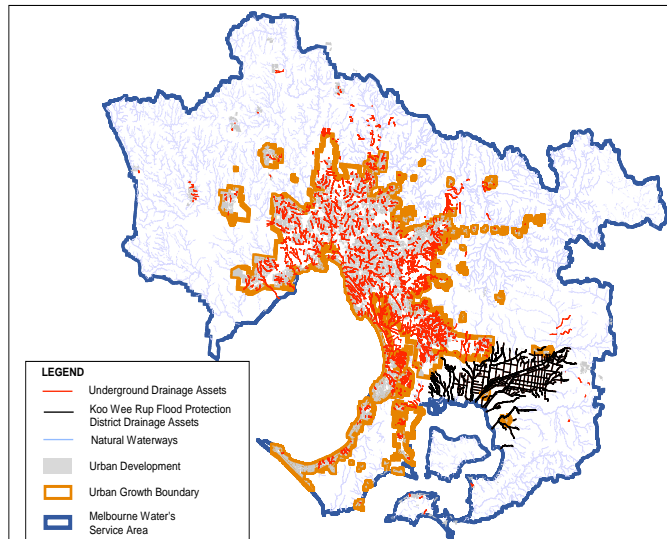 LEGEND
Underground Drainage Assets
Koo Wee Rup Flood Protection
District Drainage Assets
Natural Waterways
Urban Development
Urban Growth Boundary
Melbourne Water's
Service Area